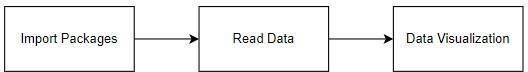 Import Packages
Read Data
Data Visualization